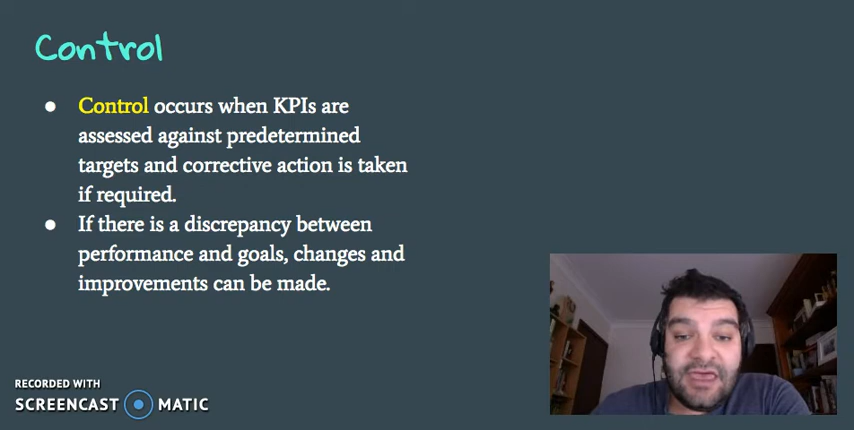 Control
● Control occurs when KPIs are
assessed against predetermined
targets and corrective action is taken
if required.
● If there is a discrepancy between
performance and goals, changes and
improvements can be made.
RECORDED WITH
SCREENCAST MATIC